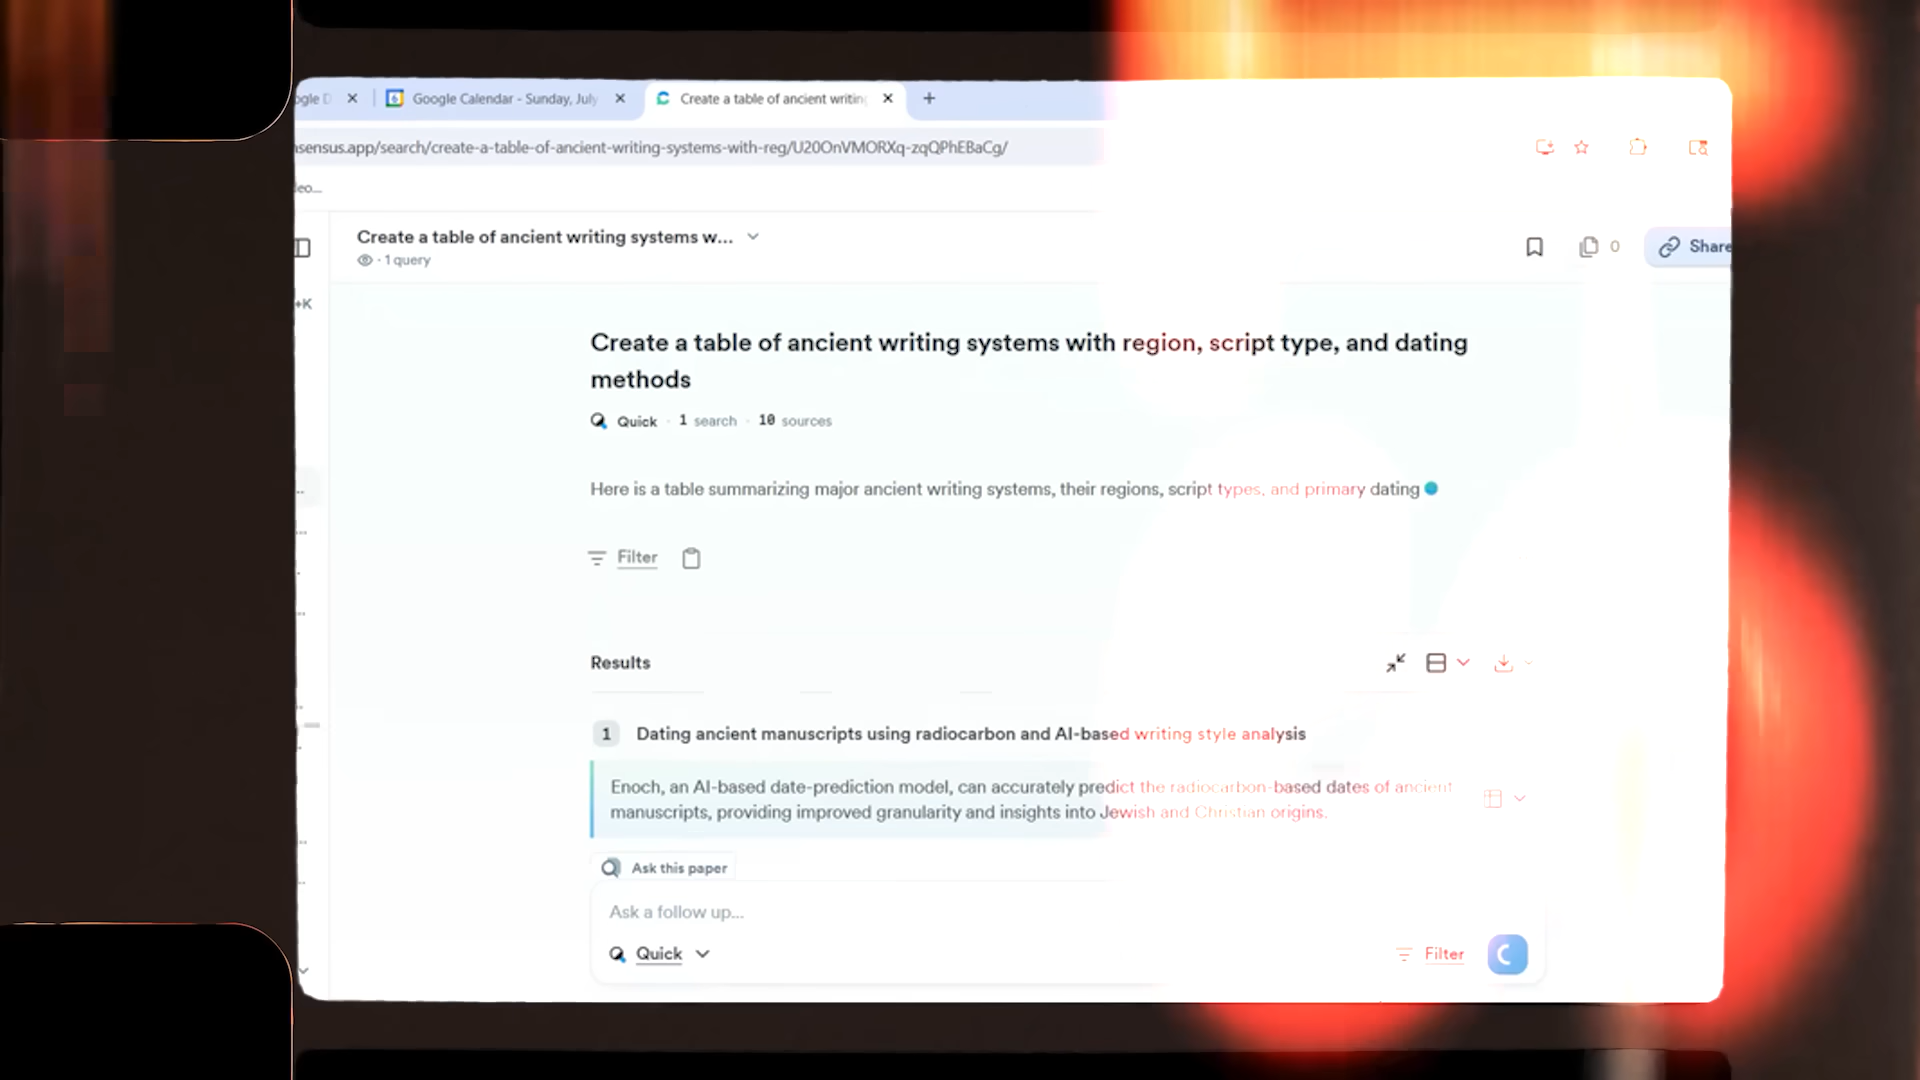 ogle D
Google Calendar - Sunday, July
Create a table of ancient writin
nsensus.app/search/create-a-table-of-ancient-writing-systems-with-reg/U20OnVMORXq-zqQPhEBaCg/
leo...
Create a table of ancient writing systems w...
· 1 query
0
Share
+K
Create a table of ancient writing systems with region, script type, and dating
methods
Quick · 1 search · 10 sources
Here is a table summarizing major ancient writing systems, their regions, script types, and primary dating
Filter
Results
1 Dating ancient manuscripts using radiocarbon and AI-based writing style analysis
Enoch, an AI-based date-prediction model, can accurately predict the radiocarbon-based dates of ancient
manuscripts, providing improved granularity and insights into Jewish and Christian origins.
Ask this paper
Ask a follow up...
Quick
Filter